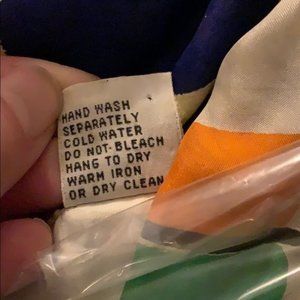 HAND WASH
SEPARATELY
COLD WATER
DO NOT BLEACH
HANG TO DRY
WARM IRON
OR DRY CLEAN